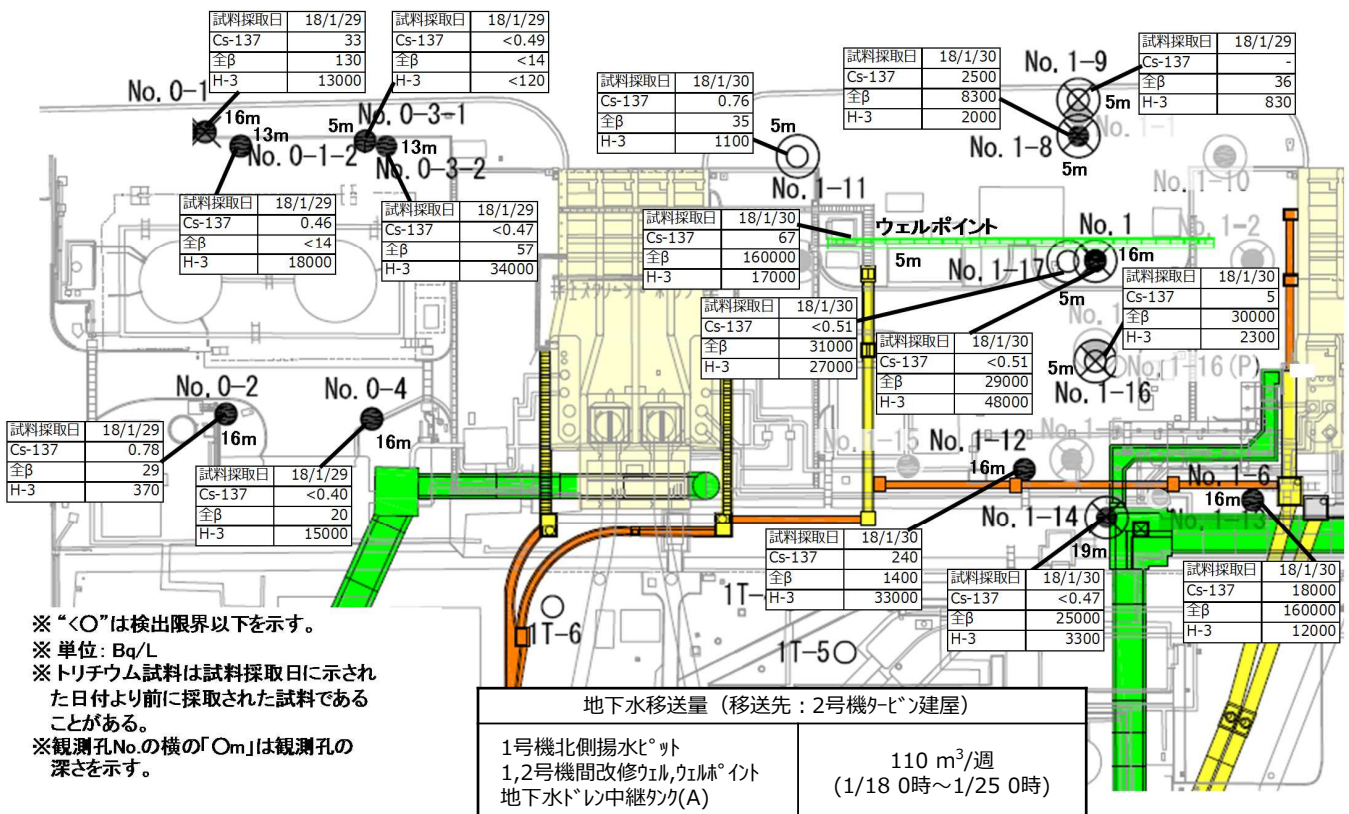 試料採取日 18/1/29
Cs-137 33
全β 130
H-3 13000
試料採取日 18/1/29
Cs-137 <0.49
全β <14
H-3 <120
試料採取日 18/1/30
Cs-137 0.76
全β 35
H-3 1100
試料採取日 18/1/30
Cs-137 2500
全β 8300
H-3 2000
試料採取日 18/1/29
Cs-137 -
全β 36
H-3 830
No. 0-1
16m
13m
No. 0-1-2
5m
No. 0-3-1
13m
No. 0-3-2
5m
No. 1-11
No. 1-9
5m
No. 1-1
No. 1-8
5m
No. 1-10
試料採取日 18/1/29
Cs-137 0.46
全β <14
H-3 18000
試料採取日 18/1/29
Cs-137 <0.47
全β 57
H-3 34000
試料採取日 18/1/30
Cs-137 67
全β 160000
H-3 17000
ウェルポイント
5m
No. 1
16m
No. 1-2
No. 1-17
5m
試料採取日 18/1/30
Cs-137 5
全β 30000
H-3 2300
試料採取日 18/1/30
Cs-137 <0.51
全β 31000
H-3 27000
試料採取日 18/1/30
Cs-137 <0.51
全β 29000
H-3 48000
5m
No. 1-16
No. 1-16(P)
No. 0-2
16m
No. 0-4
16m
試料採取日 18/1/29
Cs-137 0.78
全β 29
H-3 370
試料採取日 18/1/29
Cs-137 <0.40
全β 20
H-3 15000
No. 1-15
No. 1-12
16m
No. 1-6
16m
No. 1-13
No. 1-14
19m
試料採取日 18/1/30
Cs-137 240
全β 1400
H-3 33000
試料採取日 18/1/30
Cs-137 <0.47
全β 25000
H-3 3300
試料採取日 18/1/30
Cs-137 18000
全β 160000
H-3 12000
1T-6
1T-
1T-5
※ “<〇”は検出限界以下を示す。
※ 単位: Bq/L
※ トリチウム試料は試料採取日に示され
た日付より前に採取された試料である
ことがある。
※観測孔No.の横の「〇m」は観測孔の
深さを示す。
地下水移送量（移送先：2号機タービン建屋）
1号機北側揚水ピット
1,2号機間改修ウェル,ウェルポイント
地下水ドレン中継タンク(A)
110 m³/週
(1/18 0時～1/25 0時)